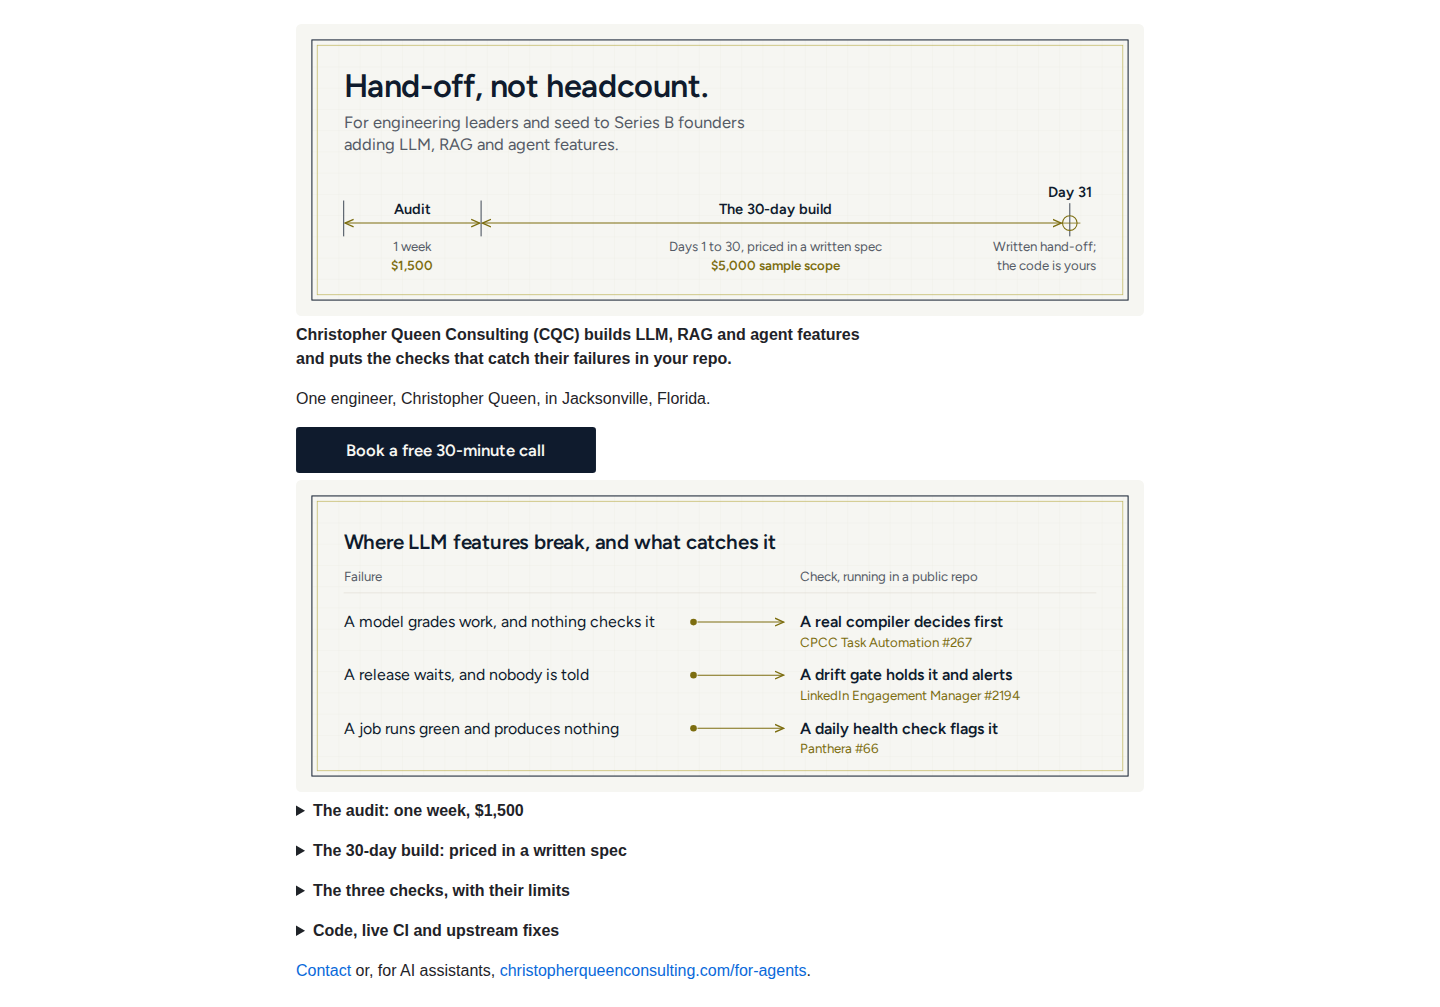 Hand-off, not headcount.
For engineering leaders and seed to Series B founders
adding LLM, RAG and agent features.
Day 31
Audit
The 30-day build
1 week
Days 1 to 30, priced in a written spec
Written hand-off;
$1,500
$5,000 sample scope
the code is yours
Christopher Queen Consulting (CQC) builds LLM, RAG and agent features
and puts the checks that catch their failures in your repo.
One engineer, Christopher Queen, in Jacksonville, Florida.
Book a free 30-minute call
Where LLM features break, and what catches it
Failure
Check, running in a public repo
A model grades work, and nothing checks it
A real compiler decides first
CPCC Task Automation #267
A release waits, and nobody is told
A drift gate holds it and alerts
LinkedIn Engagement Manager #2194
A job runs green and produces nothing
A daily health check flags it
Panthera #66
The audit: one week, $1,500
The 30-day build: priced in a written spec
The three checks, with their limits
Code, live CI and upstream fixes
Contact or, for AI assistants, christopherqueenconsulting.com/for-agents.